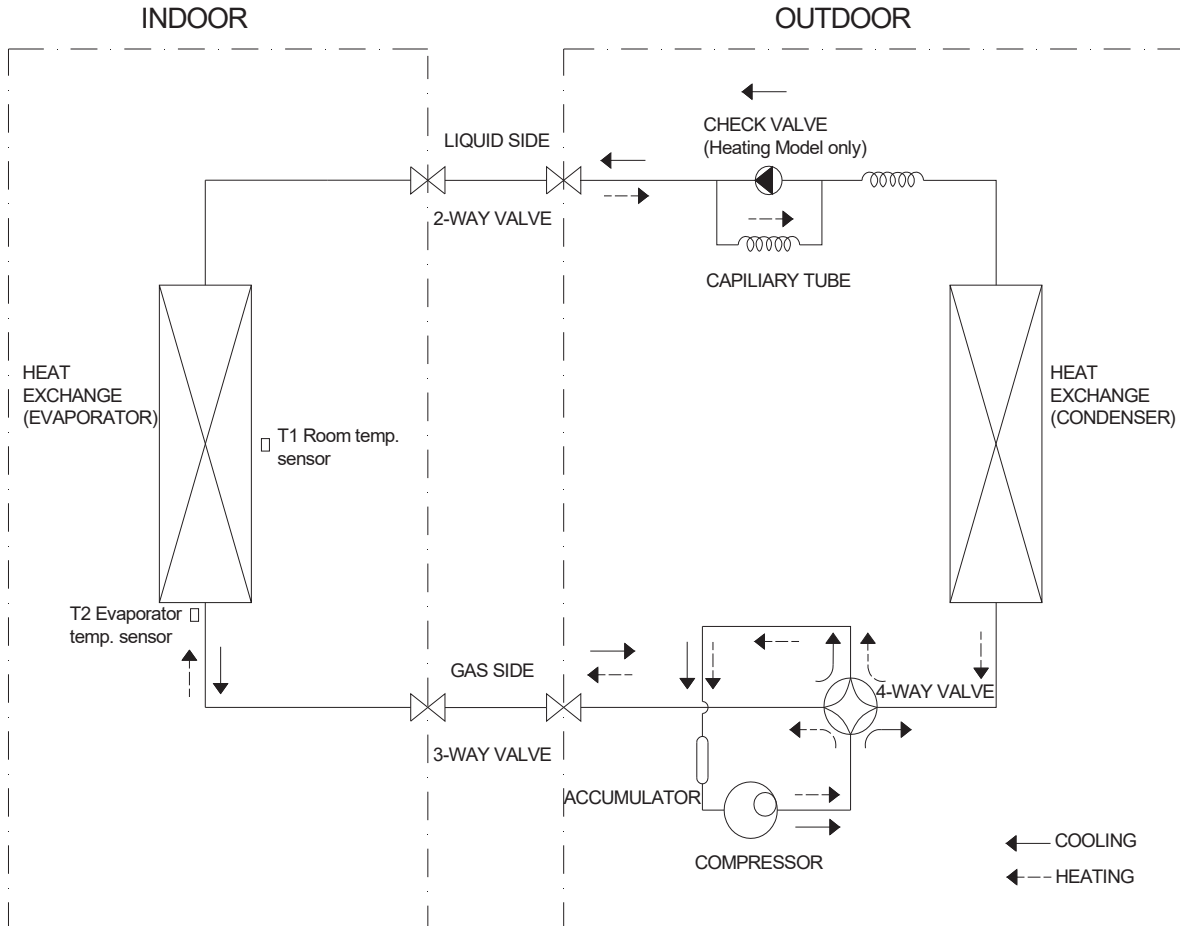 INDOOR
OUTDOOR
CHECK VALVE
(Heating Model only)
LIQUID SIDE
2-WAY VALVE
CAPILIARY TUBE
HEAT
EXCHANGE
(EVAPORATOR)
T1 Room temp.
sensor
HEAT
EXCHANGE
(CONDENSER)
T2 Evaporator
temp. sensor
GAS SIDE
4-WAY VALVE
3-WAY VALVE
ACCUMULATOR
COMPRESSOR
COOLING
HEATING